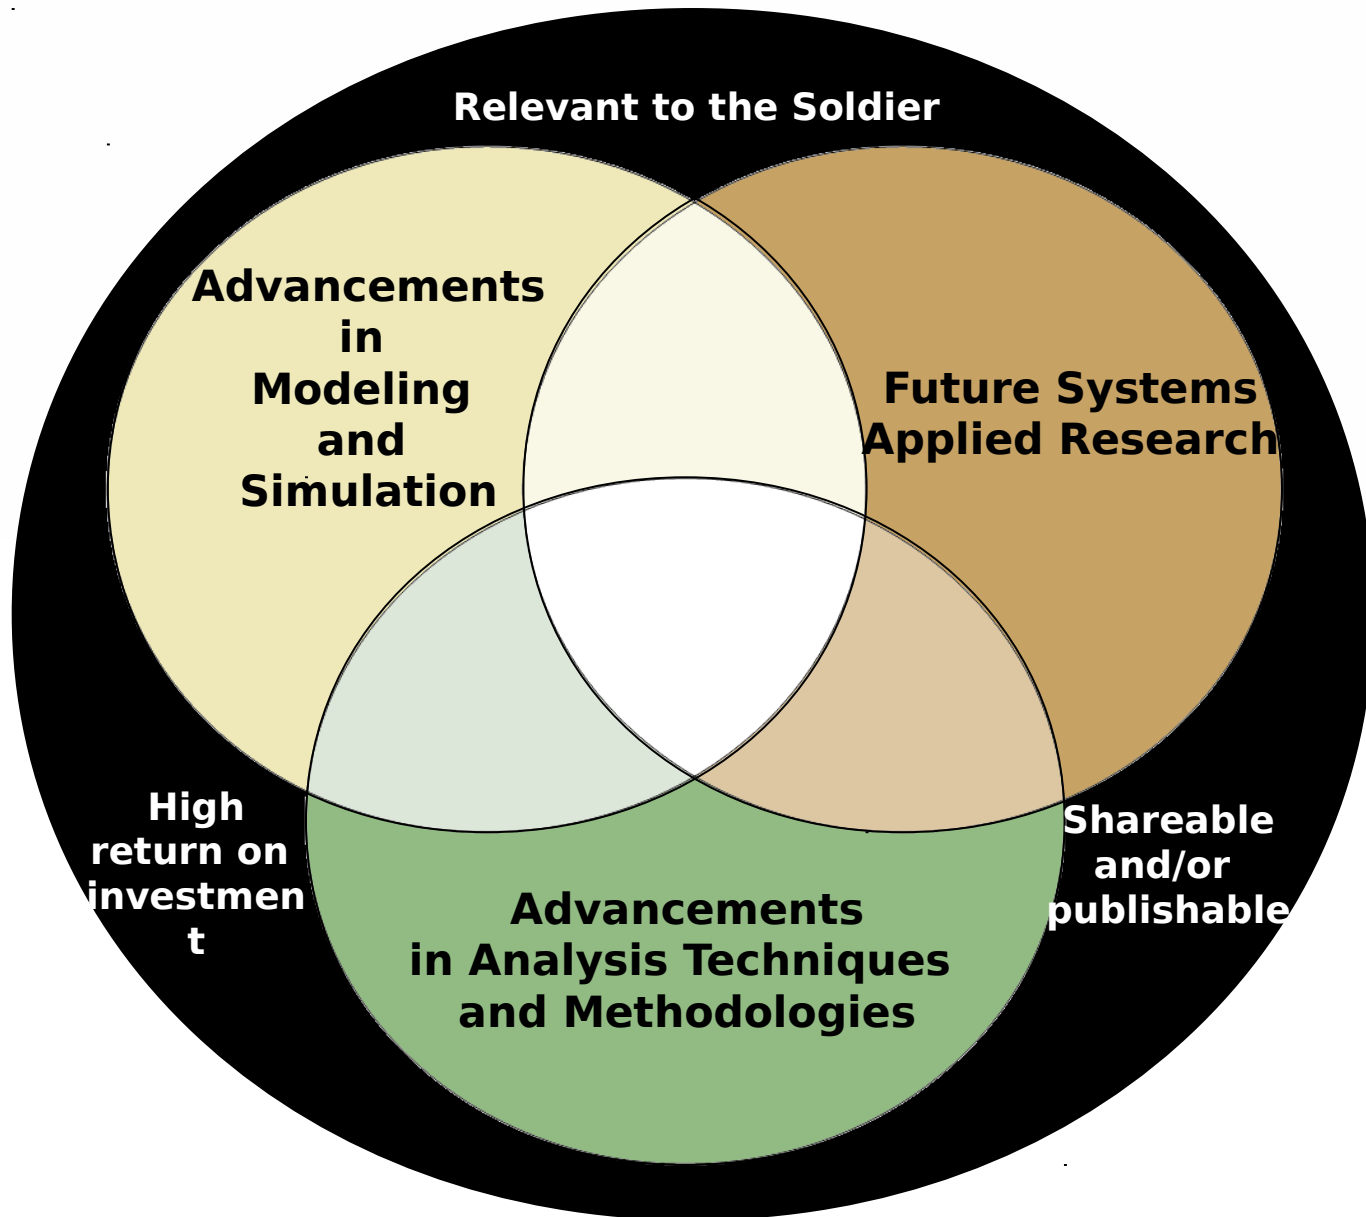 Relevant to the Soldier
Advancements
in
Modeling
and
Simulation
Future Systems
Applied Research
High
return on
investmen
t
Shareable
and/or
publishable
Advancements
in Analysis Techniques
and Methodologies